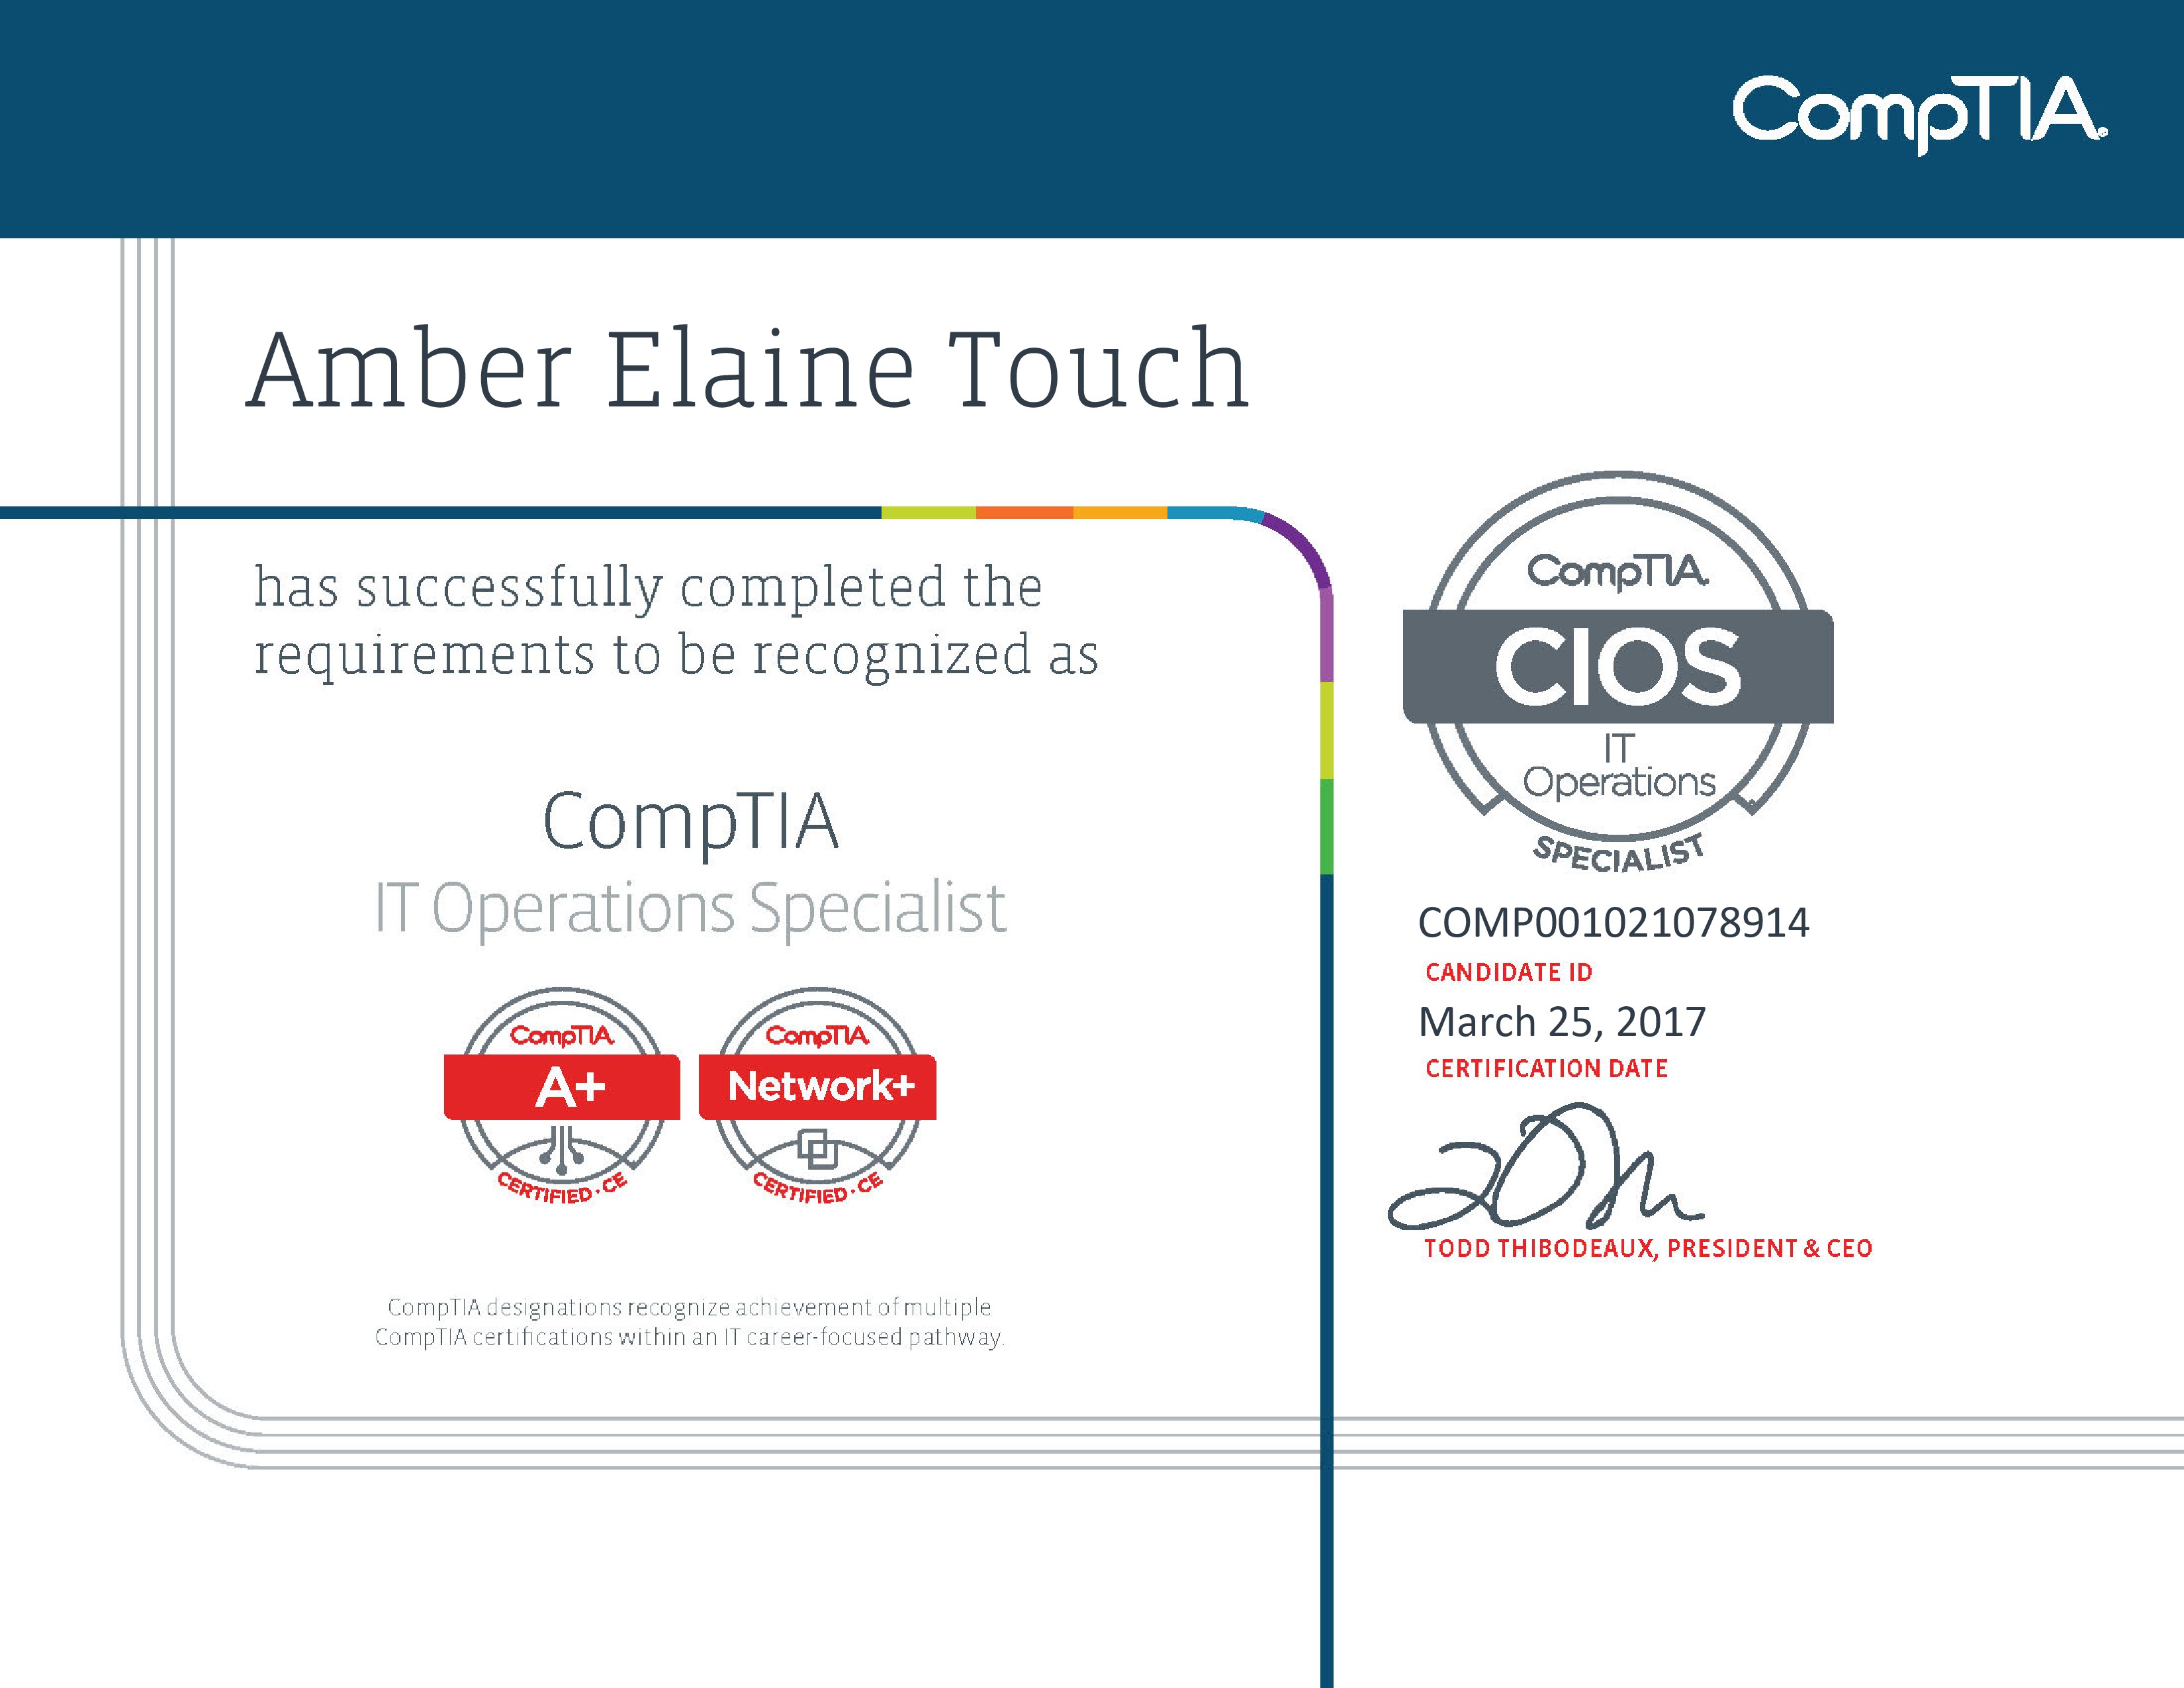 CompTIA.
Amber Elaine Touch
has successfully completed the
requirements to be recognized as
CompTIA
IT Operations Specialist
CompTIA
A+
CERTIFIED · CE
CompTIA
Network+
CERTIFIED · CE
CompTIA designations recognize achievement of multiple
CompTIA certifications within an IT career-focused pathway.
CompTIA.
CIOS
IT
Operations
SPECIALIST
COMP001021078914
CANDIDATE ID
March 25, 2017
CERTIFICATION DATE
TODD THIBODEAUX, PRESIDENT & CEO